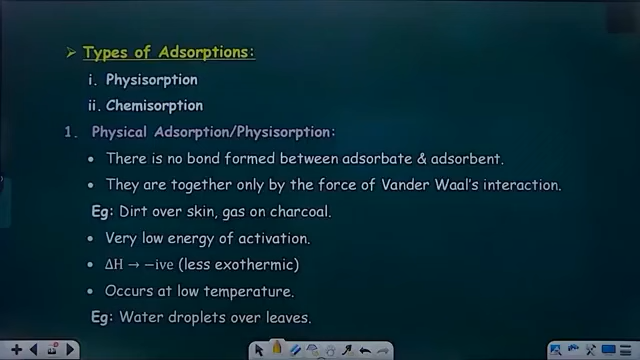 ➢ Types of Adsorptions:
i. Physisorption
ii. Chemisorption
1. Physical Adsorption/Physisorption:
• There is no bond formed between adsorbate & adsorbent.
• They are together only by the force of Vander Waal's interaction.
Eg: Dirt over skin, gas on charcoal.
• Very low energy of activation.
• ΔH → −ive (less exothermic)
• Occurs at low temperature.
Eg: Water droplets over leaves.